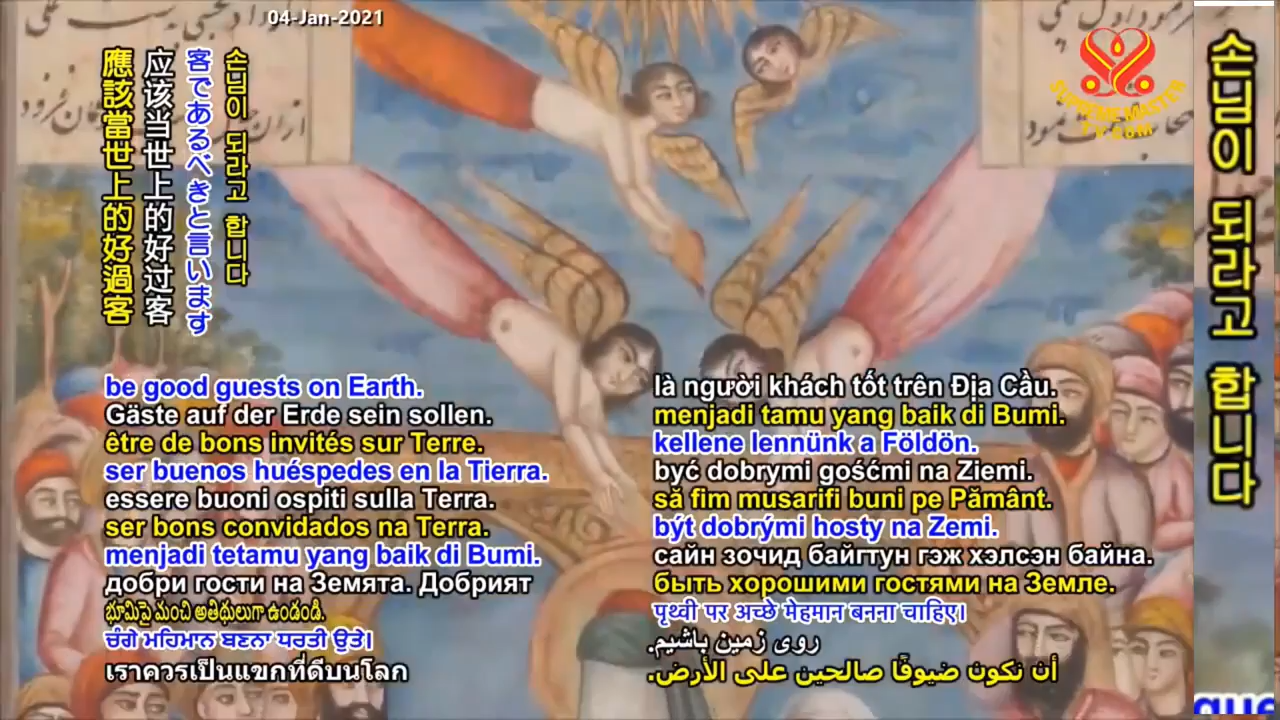 04-Jan-2021
SUPREME MASTER
TV.COM
應該當世上的好過客
应该当世上的好过客
客であるべきと言います
손님이 되라고 합니다
손님이 되라고 합니다
be good guests on Earth.
Gäste auf der Erde sein sollen.
être de bons invités sur Terre.
ser buenos huéspedes en la Tierra.
essere buoni ospiti sulla Terra.
ser bons convidados na Terra.
menjadi tetamu yang baik di Bumi.
добри гости на Земята. Добрият
భూమిపై మంచి అతిథులుగా ఉండండి.
ਚੰਗੇ ਮਹਿਮਾਨ ਬਣਨਾ ਧਰਤੀ ਉਤੇ।
เราควรเป็นแขกที่ดีบนโลก
là người khách tốt trên Địa Cầu.
menjadi tamu yang baik di Bumi.
kellene lennünk a Földön.
być dobrymi gośćmi na Ziemi.
să fim musafiri buni pe Pământ.
být dobrými hosty na Zemi.
сайн зочид байгтун гэж хэлсэн байна.
быть хорошими гостями на Земле.
पृथ्वी पर अच्छे मेहमान बनना चाहिए।
روی زمین باشیم.
أن نكون ضيوفًا صالحين على الأرض.
gue